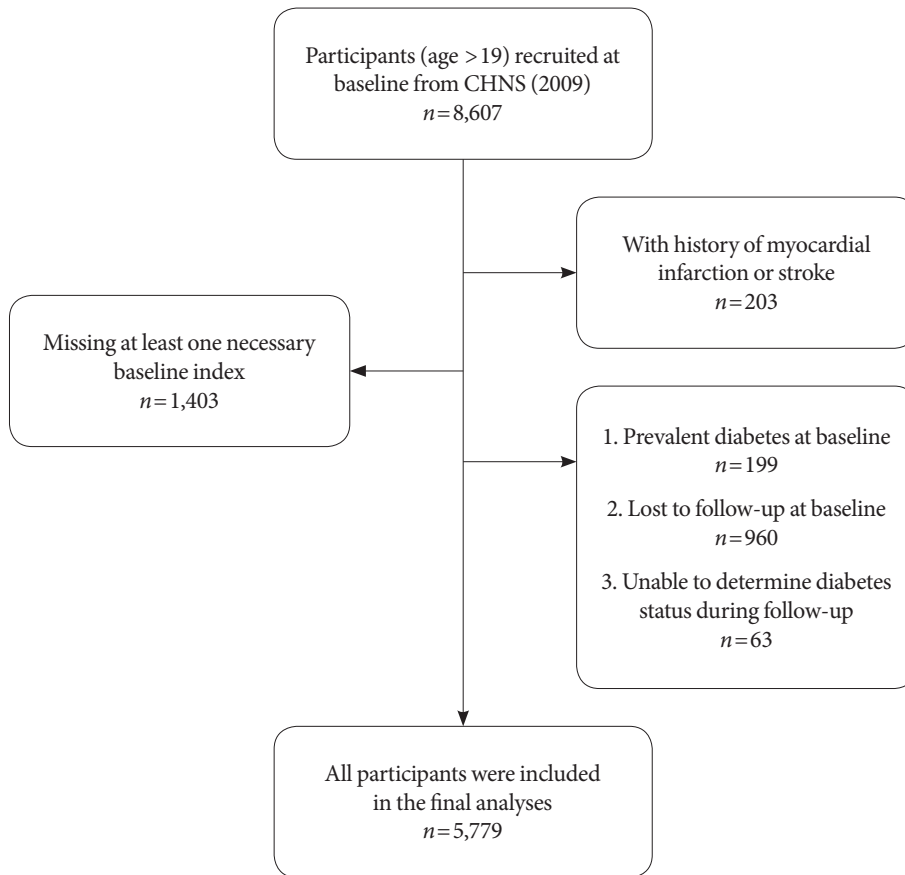 Participants (age >19) recruited at
baseline from CHNS (2009)
n=8,607
With history of myocardial
infarction or stroke
n=203
Missing at least one necessary
baseline index
n=1,403
1. Prevalent diabetes at baseline
n=199
2. Lost to follow-up at baseline
n=960
3. Unable to determine diabetes
status during follow-up
n=63
All participants were included
in the final analyses
n=5,779